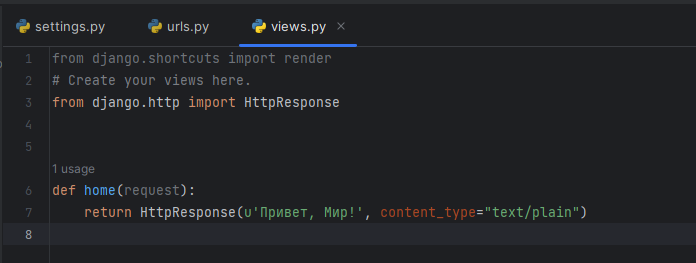 settings.py urls.py views.py
1 from django.shortcuts import render
2 # Create your views here.
3 from django.http import HttpResponse
4
5
1 usage
6 def home(request):
7     return HttpResponse(u'Привет, Мир!', content_type="text/plain")
8